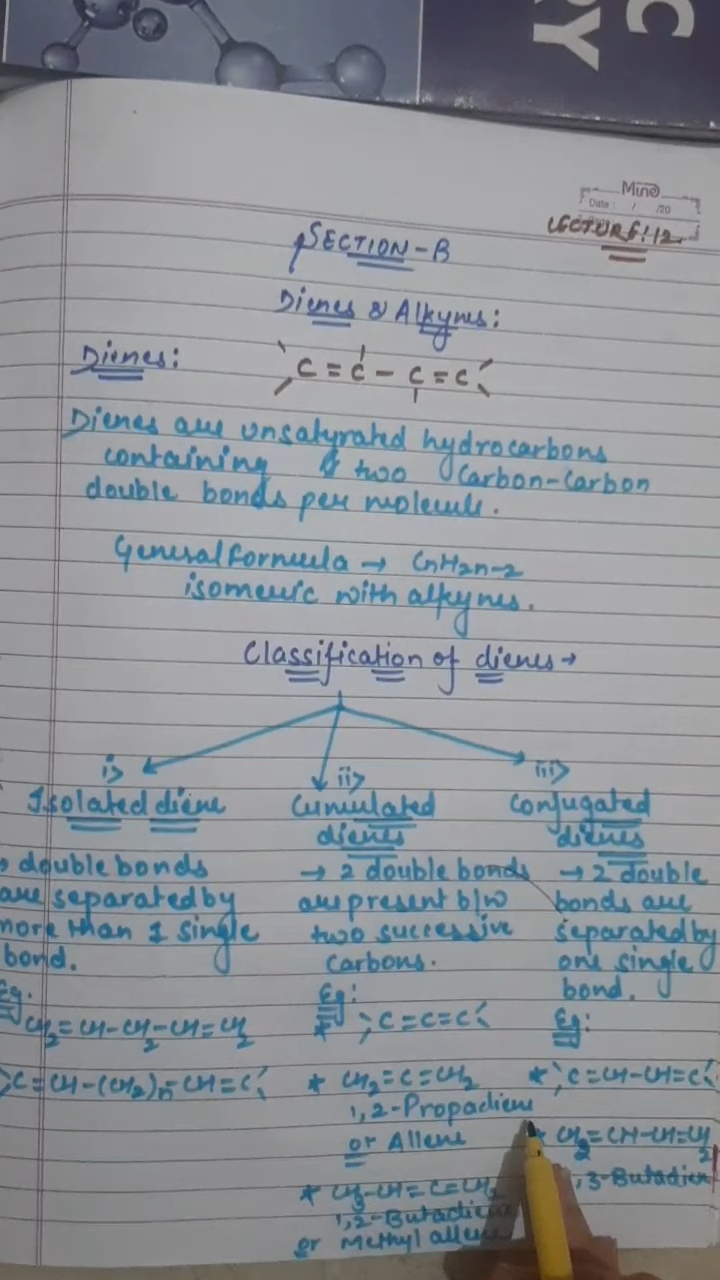 C
PY
Mino
Date : / /20
LECTURE:12
SECTION-B
Dienes & Alkynes:
Dienes: C=C-C=C
Dienes are unsaturated hydrocarbons
containing two Carbon-Carbon
double bonds per molecule.
General formula → CnH2n-2
isomeric with alkynes.
Classification of dienes →
i> ii> iii>
Isolated diene
double bonds
are separated by
more than 1 single
bond.
Eg.
CH2=CH-CH2-CH=CH2
C=CH-(CH2)n-CH=C
Cumulated
dienes
→ 2 double bonds
are present b/w
two successive
carbons.
Eg:
* C=C=C
* CH2=C=CH2
1,2-Propadiene
or Allene
* CH3-CH=C=CH2
1,2-Butadiene
or Methyl allene
Conjugated
dienes
→ 2 double
bonds are
separated by
one single
bond.
Eg:
* C=CH-CH=C
* CH2=CH-CH=CH2
,3-Butadien